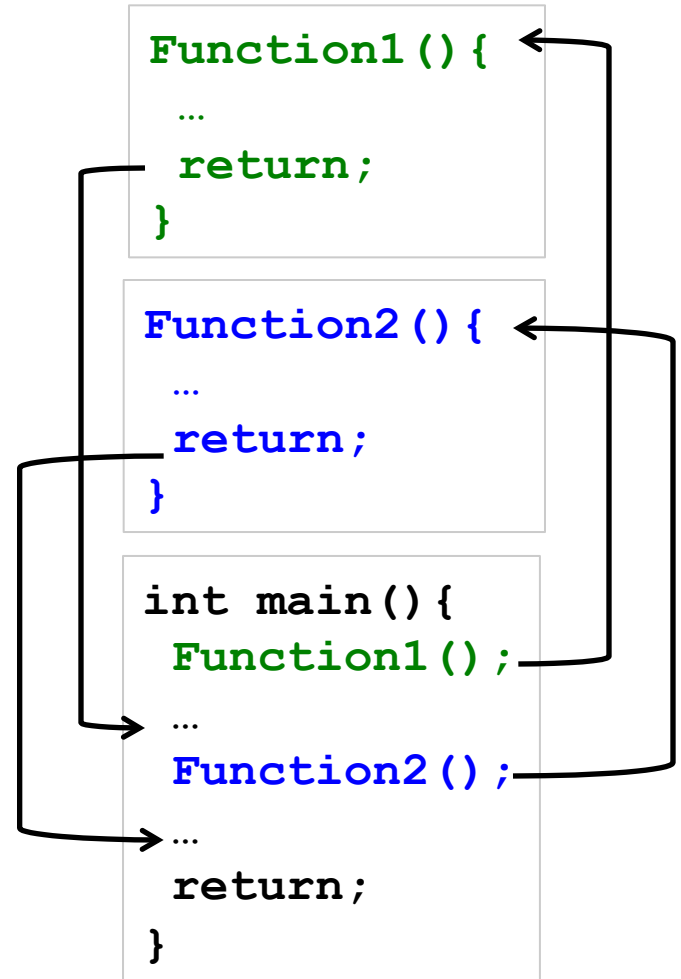 Function1(){
…
return;
}
Function2(){
…
return;
}
int main(){
Function1();
…
Function2();
…
return;
}